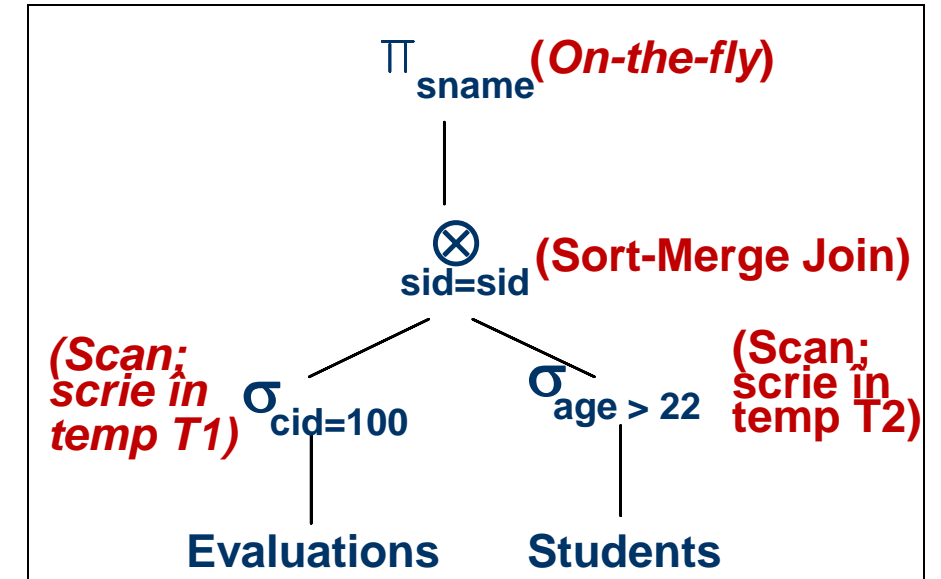 π (On-the-fly)
sname
⊗ (Sort-Merge Join)
sid=sid
(Scan;
scrie în
temp T1)
σ
cid=100
σ
age > 22
(Scan;
scrie în
temp T2)
Evaluations Students